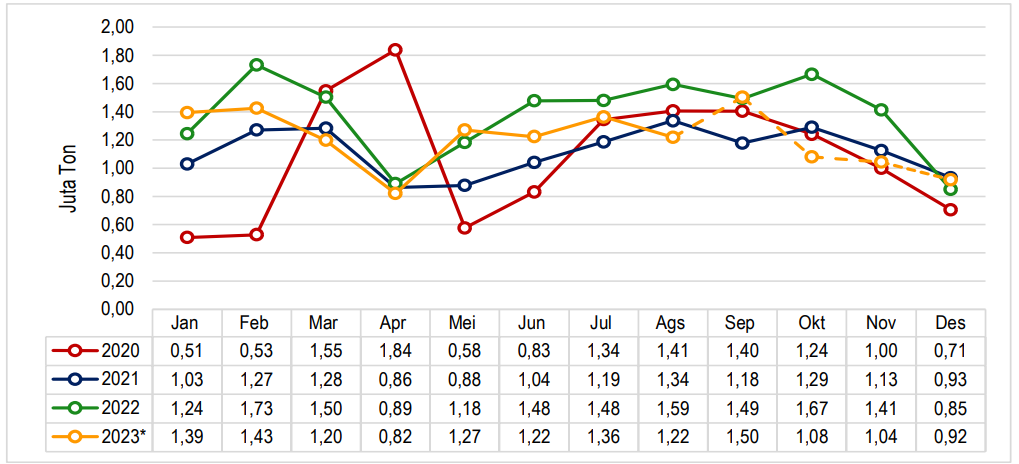 Juta Ton
2,00
1,80
1,60
1,40
1,20
1,00
0,80
0,60
0,40
0,20
0,00
Jan Feb Mar Apr Mei Jun Jul Ags Sep Okt Nov Des
2020 0,51 0,53 1,55 1,84 0,58 0,83 1,34 1,41 1,40 1,24 1,00 0,71
2021 1,03 1,27 1,28 0,86 0,88 1,04 1,19 1,34 1,18 1,29 1,13 0,93
2022 1,24 1,73 1,50 0,89 1,18 1,48 1,48 1,59 1,49 1,67 1,41 0,85
2023* 1,39 1,43 1,20 0,82 1,27 1,22 1,36 1,22 1,50 1,08 1,04 0,92